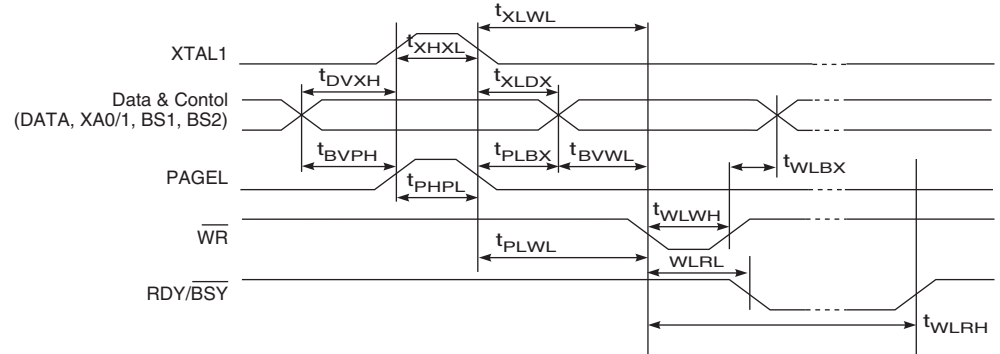 tXLWL
XTAL1
tXHXL
tDVXH
tXLDX
Data & Contol
(DATA, XA0/1, BS1, BS2)
tBVPH
tPLBX
tBVWL
tWLBX
PAGEL
tPHPL
tWLWH
WR
tPLWL
WLRL
RDY/BSY
tWLRH